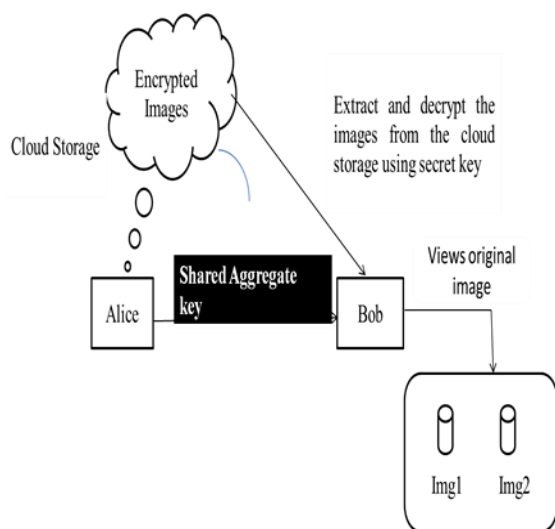 Encrypted
Images
Extract and decrypt the
images from the cloud
storage using secret key
Cloud Storage
Shared Aggregate
key
Views original
image
Alice
Bob
Img1
Img2